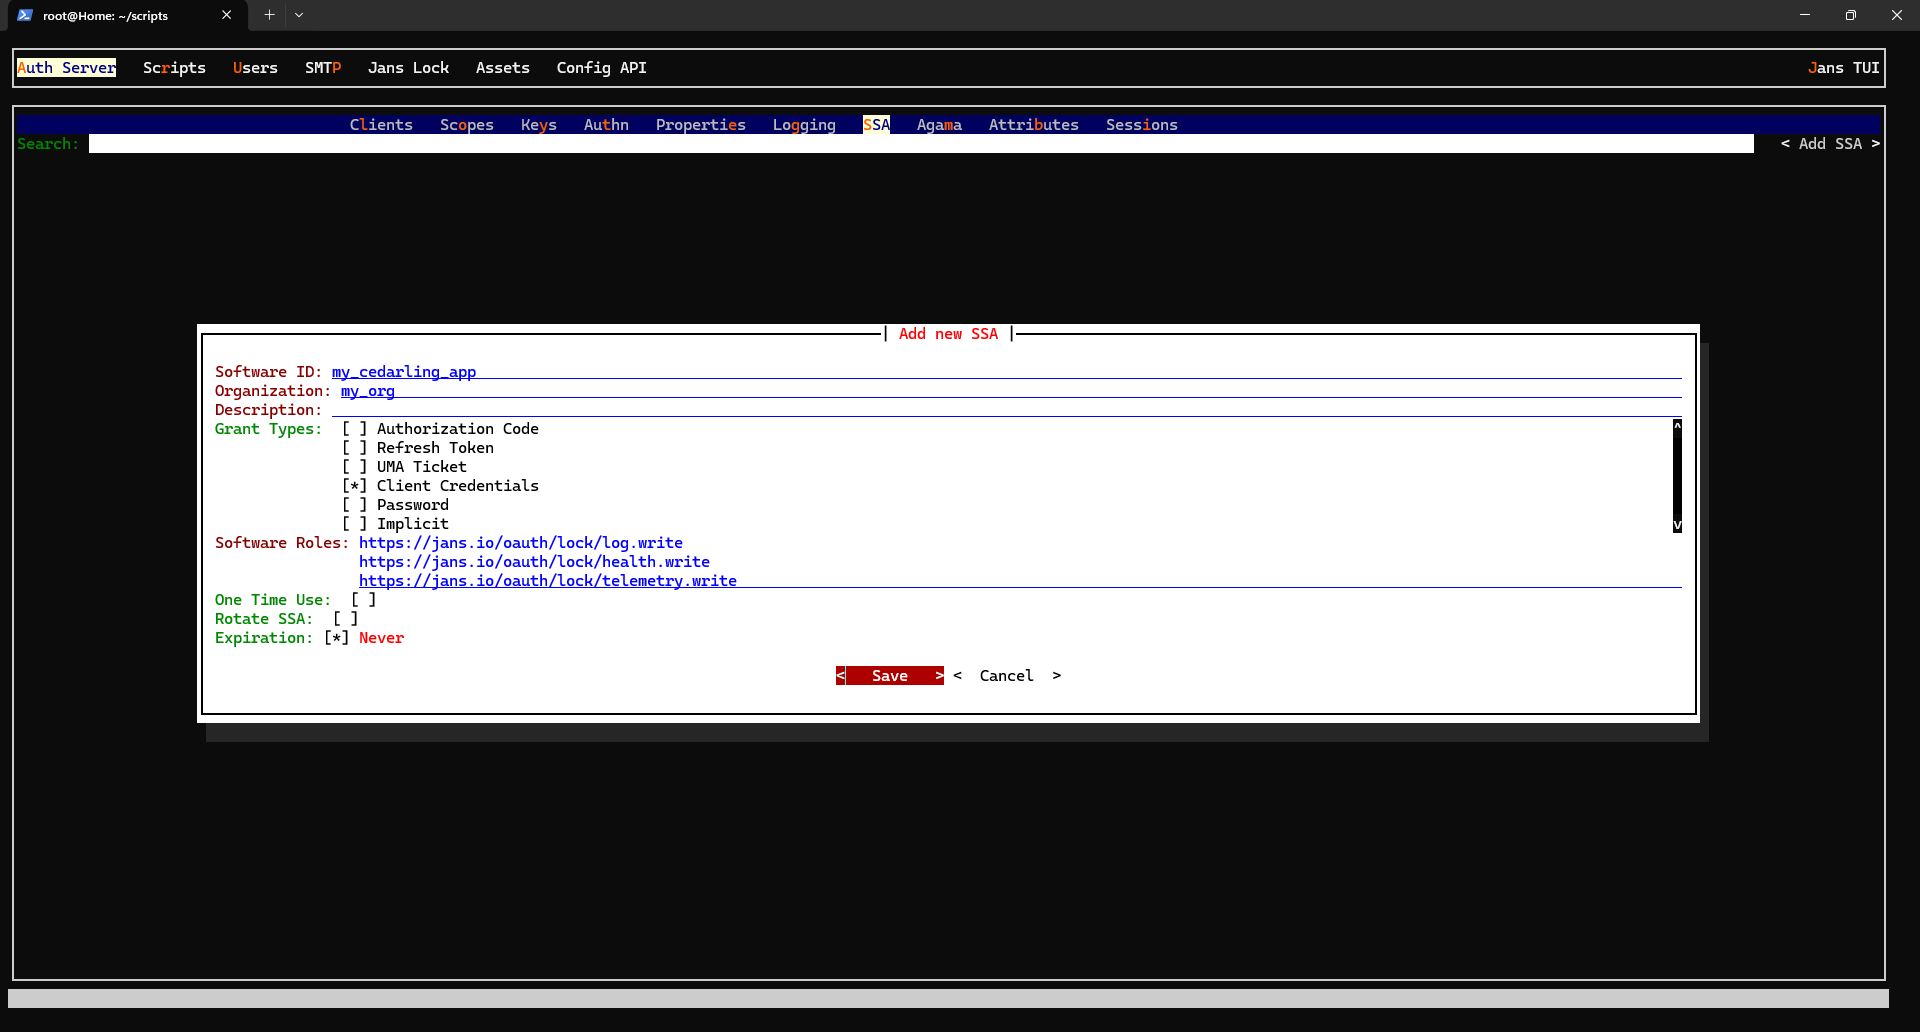 root@Home: ~/scripts
Auth Server Scripts Users SMTP Jans Lock Assets Config API Jans TUI
Clients Scopes Keys Authn Properties Logging SSA Agama Attributes Sessions
Search: < Add SSA >
| Add new SSA |
Software ID: my_cedarling_app
Organization: my_org
Description:
Grant Types: [ ] Authorization Code ^
[ ] Refresh Token
[ ] UMA Ticket
[*] Client Credentials
[ ] Password
[ ] Implicit v
Software Roles: https://jans.io/oauth/lock/log.write
https://jans.io/oauth/lock/health.write
https://jans.io/oauth/lock/telemetry.write
One Time Use: [ ]
Rotate SSA: [ ]
Expiration: [*] Never
< Save > < Cancel >